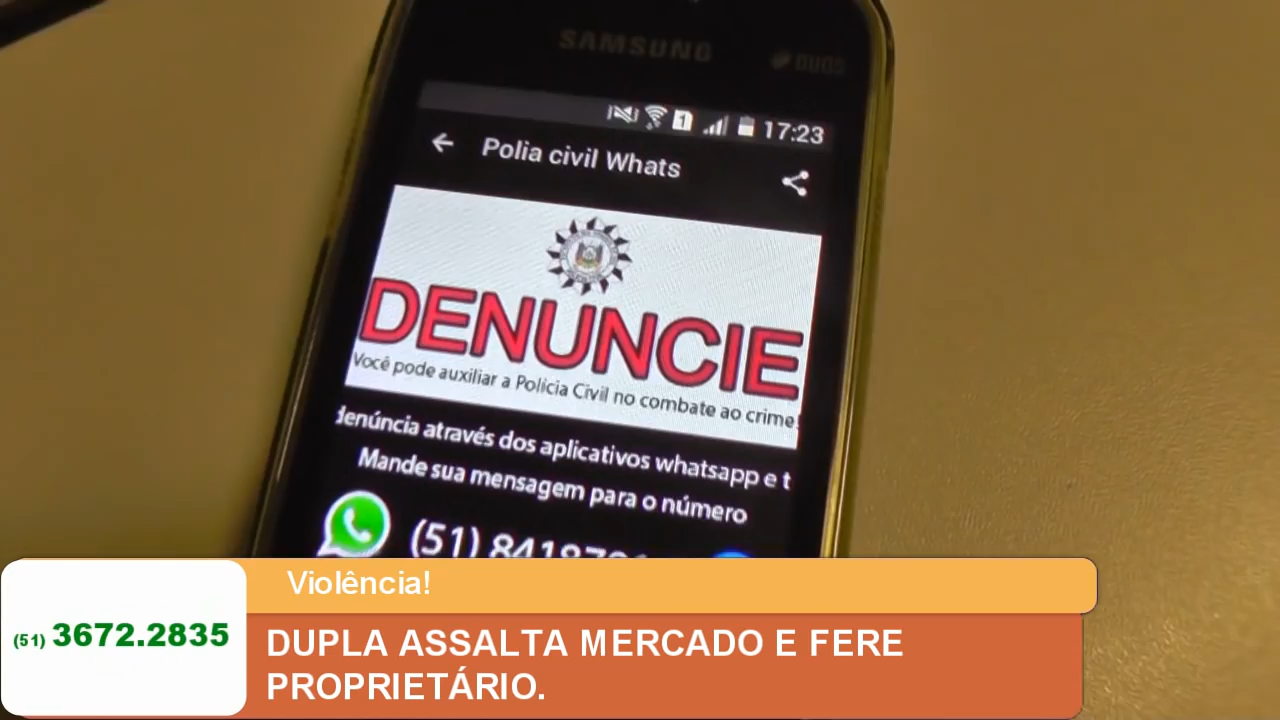 SAMSUNG
DUOS
1 17:23
Polia civil Whats
DENUNCIE
Você pode auxiliar a Polícia Civil no combate ao crime!
denúncia através dos aplicativos whatsapp e t
Mande sua mensagem para o número
(51)
Violência!
(51) 3672.2835
DUPLA ASSALTA MERCADO E FERE
PROPRIETÁRIO.